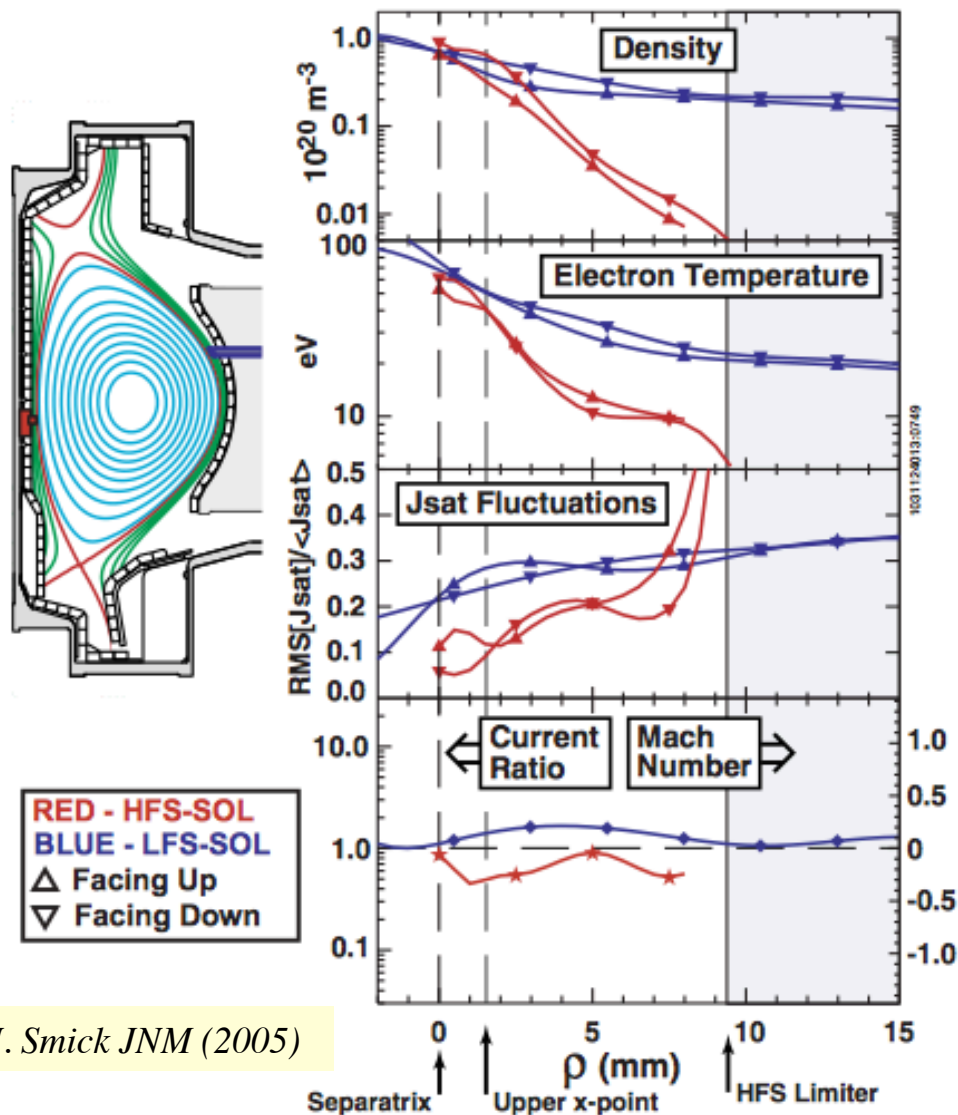 1.0
Density
10²⁰ m⁻³
0.1
0.01
100
Electron Temperature
eV
10
0.5
Jsat Fluctuations
RMS[Jsat]/<Jsat>
0.4
0.3
0.2
0.1
0.0
1031124013:0749
10.0
Current Ratio
Mach Number
1.0
0.5
1.0
0
-0.5
0.1
-1.0
0
5
10
15
ρ (mm)
Separatrix
Upper x-point
HFS Limiter
RED - HFS-SOL
BLUE - LFS-SOL
△ Facing Up
▽ Facing Down
. Smick JNM (2005)